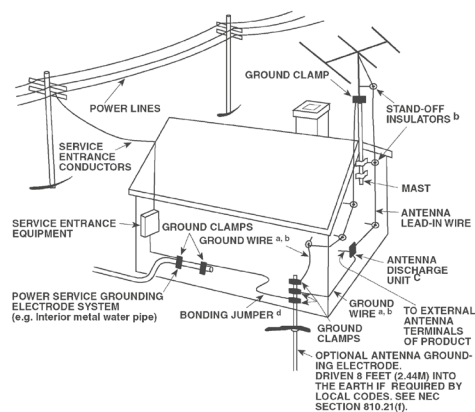 GROUND CLAMP
POWER LINES
STAND-OFF
INSULATORS b
SERVICE
ENTRANCE
CONDUCTORS
MAST
ANTENNA
LEAD-IN WIRE
SERVICE ENTRANCE
EQUIPMENT
GROUND CLAMPS
GROUND WIRE a, b
ANTENNA
DISCHARGE
UNIT C
POWER SERVICE GROUNDING
ELECTRODE SYSTEM
(e.g. Interior metal water pipe)
BONDING JUMPER d
GROUND
WIRE a, b
TO EXTERNAL
ANTENNA
TERMINALS
OF PRODUCT
GROUND
CLAMPS
OPTIONAL ANTENNA GROUND-
ING ELECTRODE.
DRIVEN 8 FEET (2.44M) INTO
THE EARTH IF REQUIRED BY
LOCAL CODES. SEE NEC
SECTION 810.21(f).